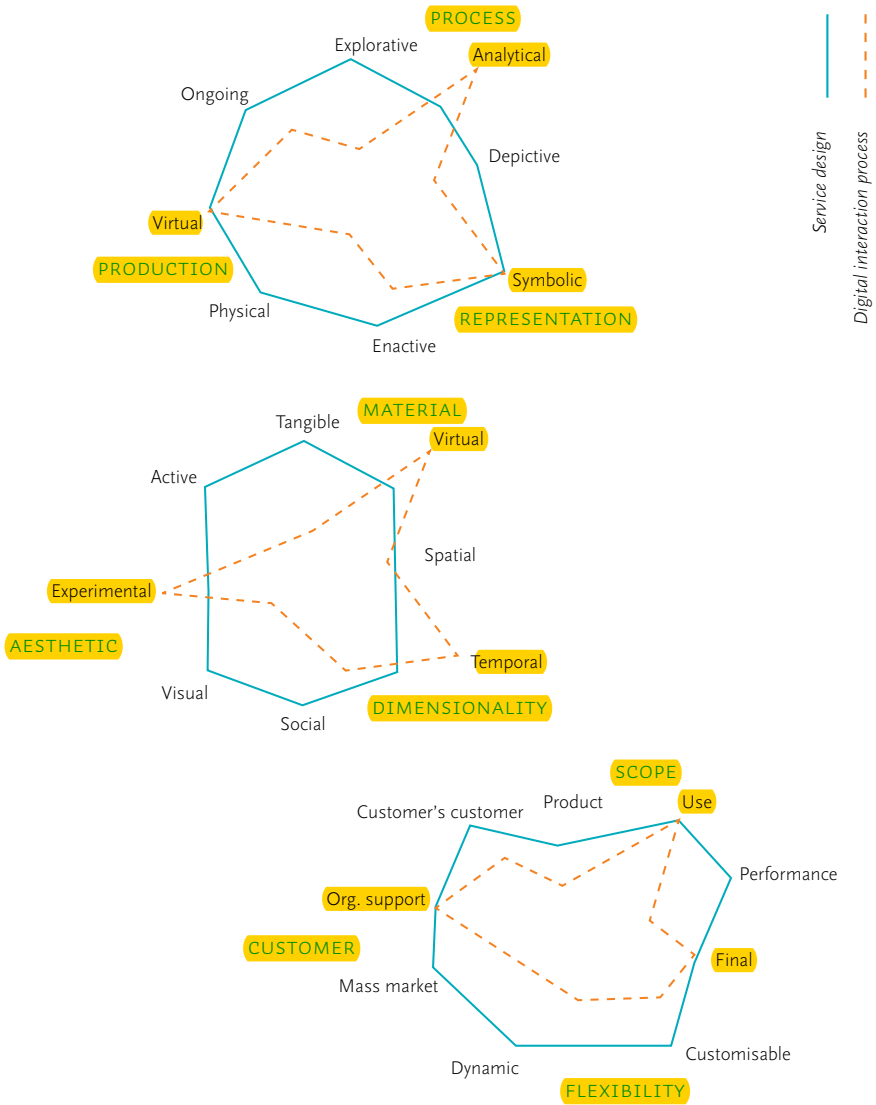 PROCESS
Explorative
Analytical
Ongoing
Depictive
Virtual
PRODUCTION
Symbolic
Physical
REPRESENTATION
Enactive
Service design
Digital interaction process
MATERIAL
Tangible
Virtual
Active
Spatial
Experimental
AESTHETIC
Temporal
Visual
DIMENSIONALITY
Social
SCOPE
Product
Use
Customer's customer
Performance
Org. support
CUSTOMER
Final
Mass market
Customisable
Dynamic
FLEXIBILITY